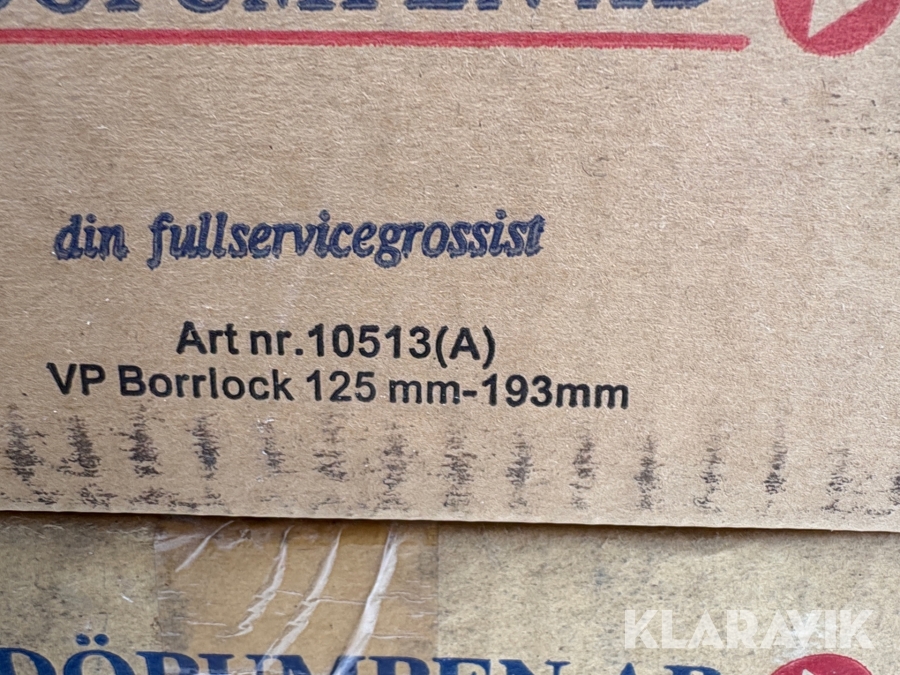 din fullservicegrossist
Art nr.10513(A)
VP Borrlock 125 mm-193mm
KLARAVIK